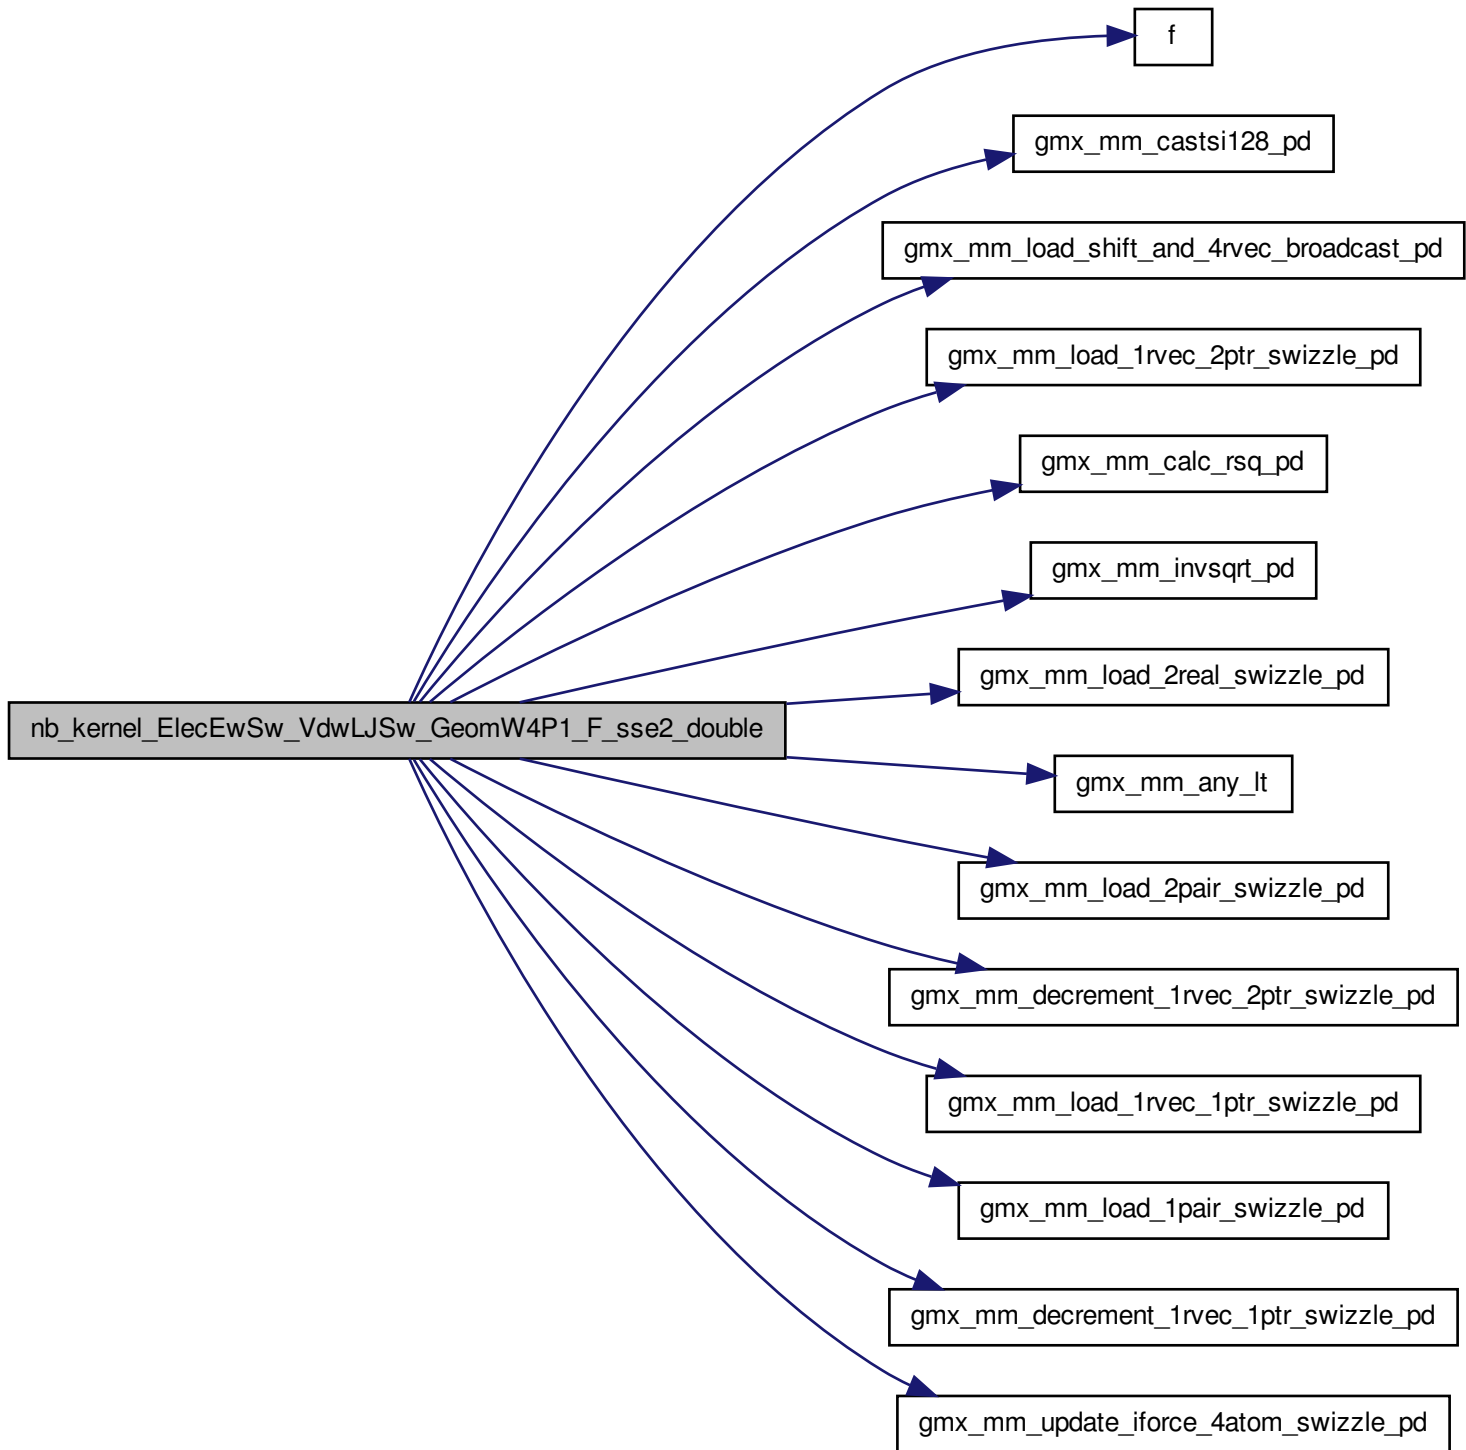 f
gmx_mm_castsi128_pd
gmx_mm_load_shift_and_4rvec_broadcast_pd
gmx_mm_load_1rvec_2ptr_swizzle_pd
gmx_mm_calc_rsq_pd
gmx_mm_invsqrt_pd
gmx_mm_load_2real_swizzle_pd
nb_kernel_ElecEwSw_VdwLJSw_GeomW4P1_F_sse2_double
gmx_mm_any_lt
gmx_mm_load_2pair_swizzle_pd
gmx_mm_decrement_1rvec_2ptr_swizzle_pd
gmx_mm_load_1rvec_1ptr_swizzle_pd
gmx_mm_load_1pair_swizzle_pd
gmx_mm_decrement_1rvec_1ptr_swizzle_pd
gmx_mm_update_iforce_4atom_swizzle_pd